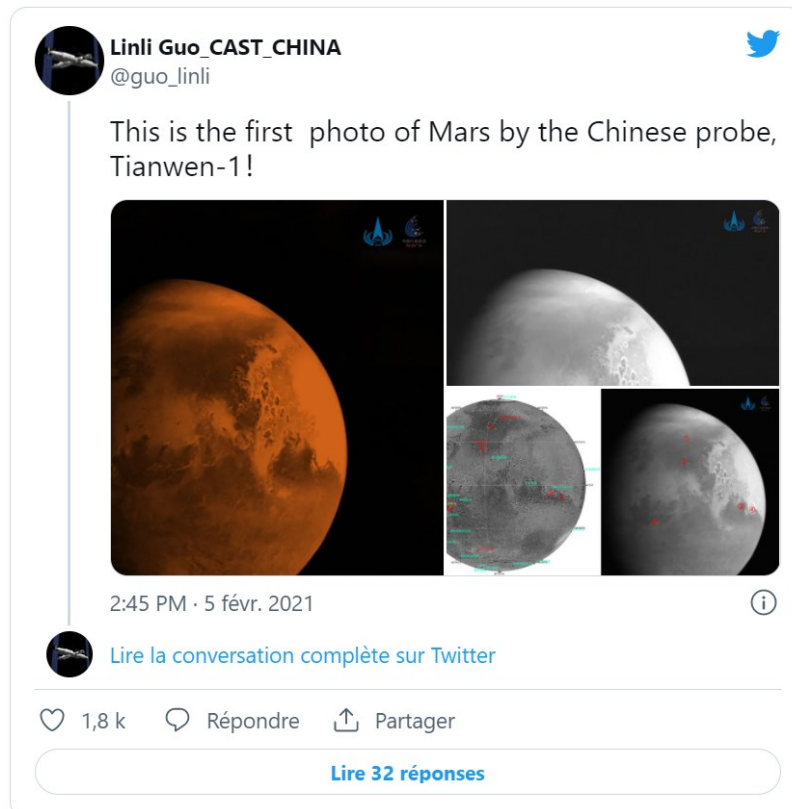 Linli Guo_CAST_CHINA
@guo_linli
This is the first photo of Mars by the Chinese probe,
Tianwen-1!
2:45 PM · 5 févr. 2021
Lire la conversation complète sur Twitter
1,8 k Répondre Partager
Lire 32 réponses